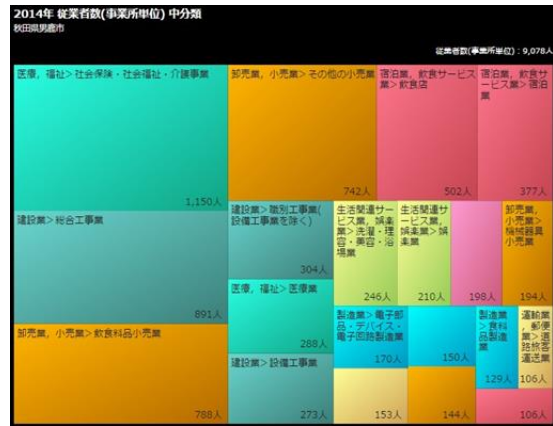 2014年 従業者数(事業所単位) 中分類
秋田県男鹿市
従業者数(事業所単位) : 9,078人
医療，福祉>社会保険・社会福祉・介護事業
1,150人
建設業>総合工事業
891人
卸売業，小売業>飲食料品小売業
788人
卸売業，小売業>その他の小売業
742人
宿泊業，飲食サービス
業>飲食店
502人
宿泊業，飲食サ
ービス業>宿泊
業
377人
建設業>職別工事業(
設備工事業を除く)
304人
医療，福祉>医療業
288人
建設業>設備工事業
273人
生活関連サー
ビス業，娯楽
業>洗濯・理
容・美容・浴
場業
246人
生活関連サ
ービス業，
娯楽業>娯
楽業
210人
198人
卸売業，
小売業>
機械器具
小売業
194人
製造業>電子部
品・デバイス・
電子回路製造業
170人
150人
製造業
>食料
品製造
業
129人
運輸業
，郵便
業>道
路旅客
運送業
106人
153人
144人
106人